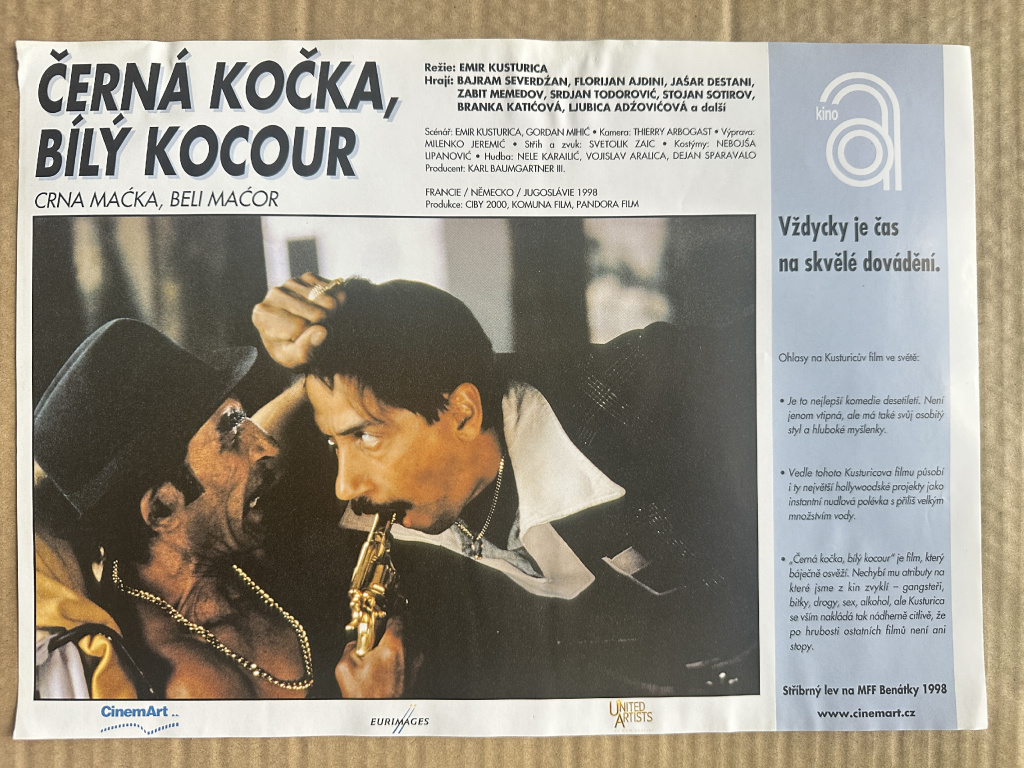 ČERNÁ KOČKA,
BÍLÝ KOCOUR
CRNA MAĆKA, BELI MAĆOR
Režie: EMIR KUSTURICA
Hrají: BAJRAM SEVERDŽAN, FLORIJAN AJDINI, JAŚAR DESTANI,
ZABIT MEMEDOV, SRDJAN TODOROVIĆ, STOJAN SOTIROV,
BRANKA KATIĆOVÁ, LJUBICA ADŽOVIĆOVÁ a další
Scénář: EMIR KUSTURICA, GORDAN MIHIĆ • Kamera: THIERRY ARBOGAST • Výprava:
MILENKO JEREMIĆ • Střih a zvuk: SVETOLIK ZAIC • Kostýmy: NEBOJŠA
LIPANOVIĆ • Hudba: NELE KARAILIĆ, VOJISLAV ARALICA, DEJAN SPARAVALO
Producent: KARL BAUMGARTNER III.
FRANCIE / NĚMECKO / JUGOSLÁVIE 1998
Produkce: CIBY 2000, KOMUNA FILM, PANDORA FILM
kino
a
Vždycky je čas
na skvělé dovádění.
Ohlasy na Kusturicův film ve světě:
• Je to nejlepší komedie desetiletí. Není
jenom vtipná, ale má také svůj osobitý
styl a hluboké myšlenky.
• Vedle tohoto Kusturicova filmu působí
i ty největší hollywoodské projekty jako
instantní nudlová polévka s příliš velkým
množstvím vody.
• „Černá kočka, bílý kocour" je film, který
báječně osvěží. Nechybí mu atributy na
které jsme z kin zvyklí – gangsteři,
bitky, drogy, sex, alkohol, ale Kusturica
se vším nakládá tak nádherně citlivě, že
po hrubosti ostatních filmů není ani
stopy.
Stříbrný lev na MFF Benátky 1998
www.cinemart.cz
CinemArt ..
EURIMAGES
UNITED
ARTISTS